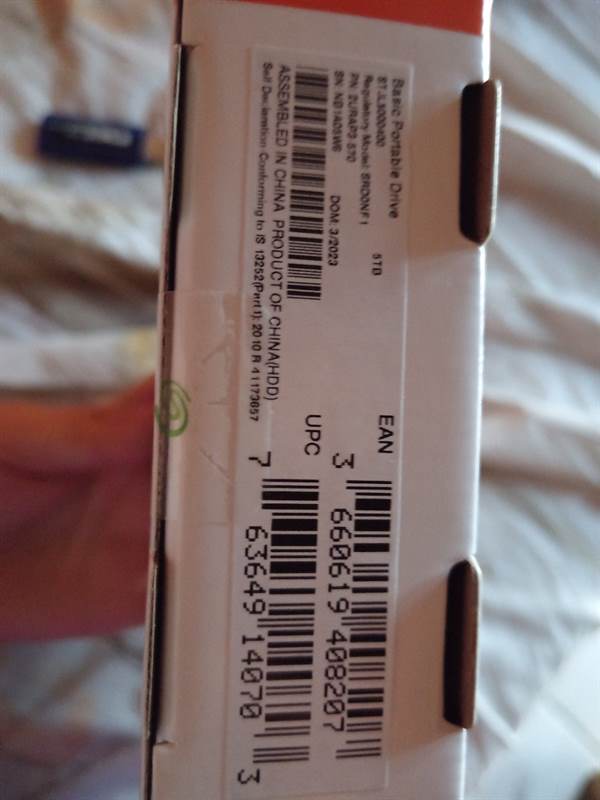 Basic Portable Drive
STJL5000400 5TB
Regulatory Model: SRD0NF1
P/N: 2URAP3-570
SN: DOM: 3/2023
ASSEMBLED IN CHINA PRODUCT OF CHINA(HDD)
Self Declaration Conforming to IS 13252(Part 1): 2010 R-41173657
EAN
3 660619 408207
UPC
7 63649 14070 3